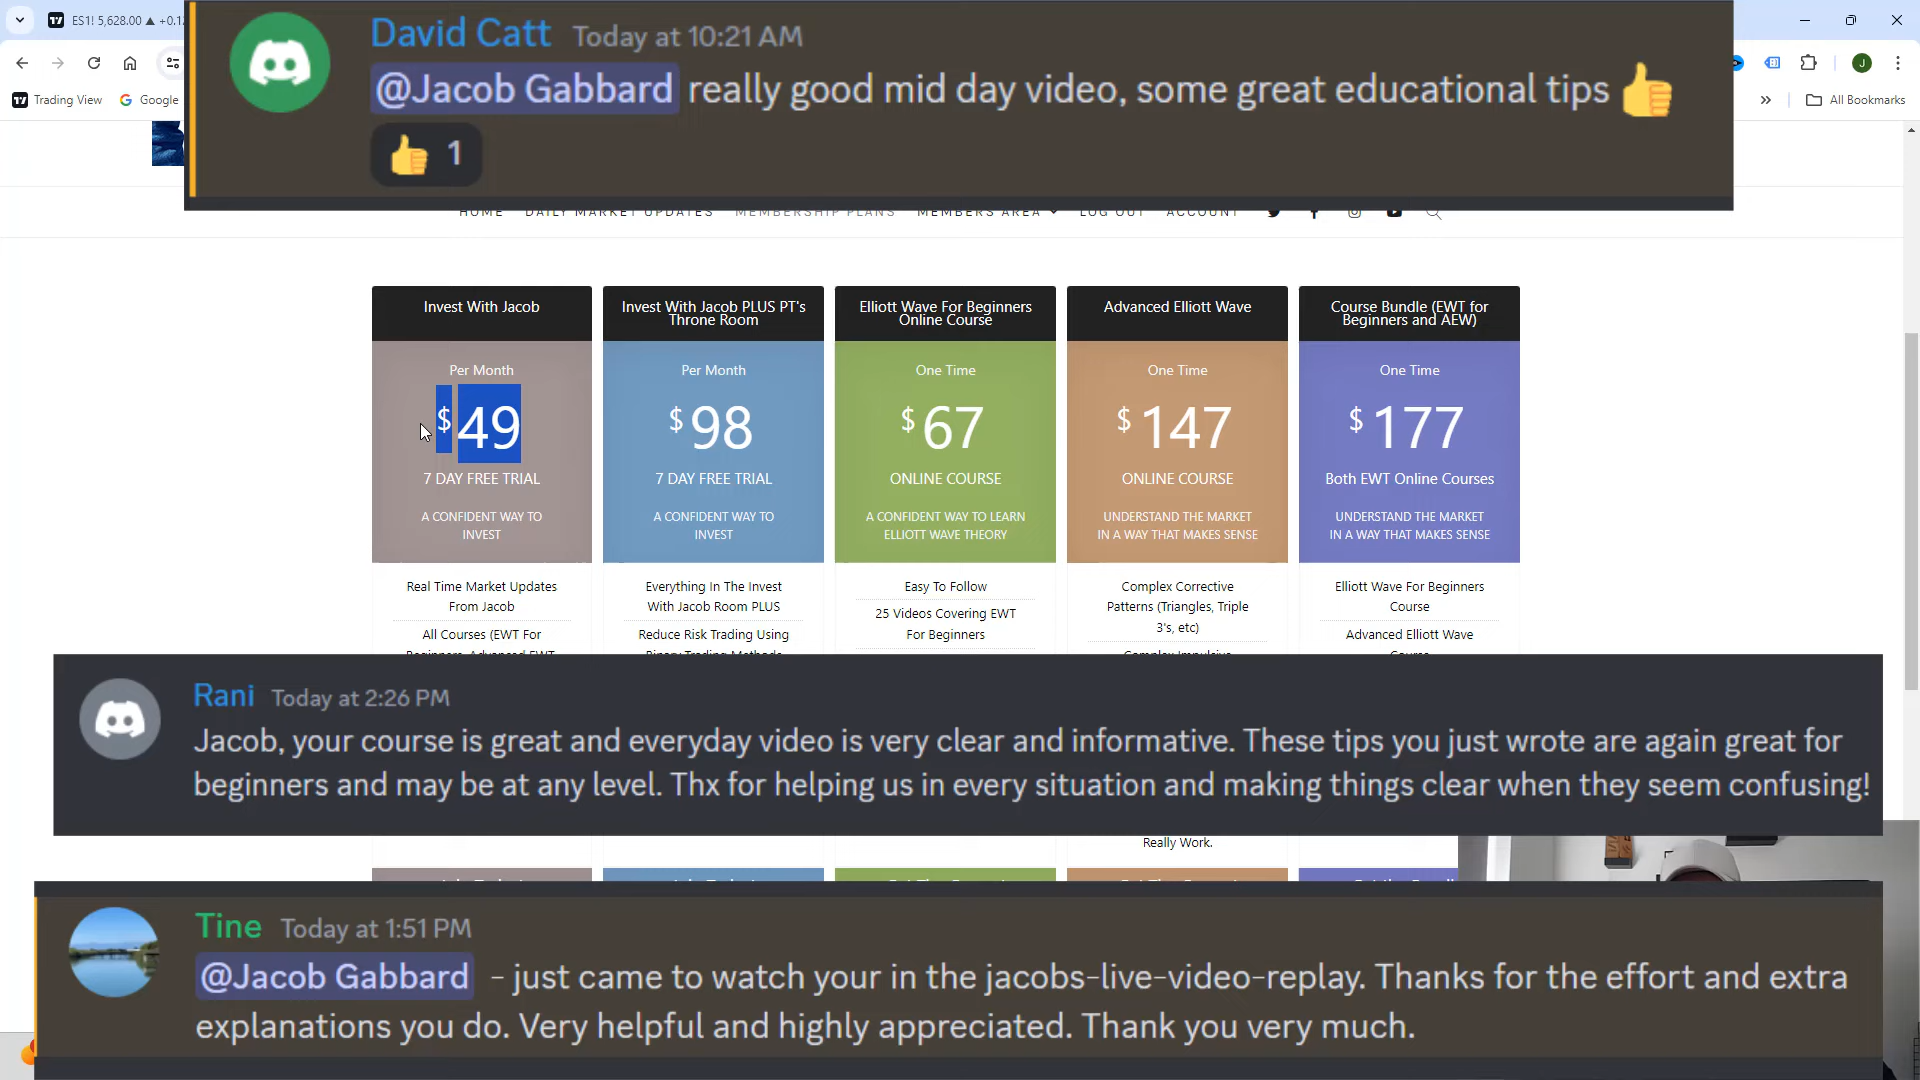 ES1! 5,628.00 ▲ +0.12
David Catt Today at 10:21 AM
@Jacob Gabbard really good mid day video, some great educational tips 👍
👍 1
Trading View
Google
All Bookmarks
J
HOME DAILY MARKET UPDATES MEMBERSHIP PLANS MEMBERS AREA LOG OUT ACCOUNT
Invest With Jacob
Per Month
$49
7 DAY FREE TRIAL
A CONFIDENT WAY TO
INVEST
Real Time Market Updates
From Jacob
All Courses (EWT For
Beginners, Advanced EWT
Invest With Jacob PLUS PT's
Throne Room
Per Month
$98
7 DAY FREE TRIAL
A CONFIDENT WAY TO
INVEST
Everything In The Invest
With Jacob Room PLUS
Reduce Risk Trading Using
Binary Trading Methods
Elliott Wave For Beginners
Online Course
One Time
$67
ONLINE COURSE
A CONFIDENT WAY TO LEARN
ELLIOTT WAVE THEORY
Easy To Follow
25 Videos Covering EWT
For Beginners
Advanced Elliott Wave
One Time
$147
ONLINE COURSE
UNDERSTAND THE MARKET
IN A WAY THAT MAKES SENSE
Complex Corrective
Patterns (Triangles, Triple
3's, etc)
Complex Impulsive
Really Work.
Course Bundle (EWT for
Beginners and AEW)
One Time
$177
Both EWT Online Courses
UNDERSTAND THE MARKET
IN A WAY THAT MAKES SENSE
Elliott Wave For Beginners
Course
Advanced Elliott Wave
Course
Rani Today at 2:26 PM
Jacob, your course is great and everyday video is very clear and informative. These tips you just wrote are again great for
beginners and may be at any level. Thx for helping us in every situation and making things clear when they seem confusing!
Tine Today at 1:51 PM
@Jacob Gabbard - just came to watch your in the jacobs-live-video-replay. Thanks for the effort and extra
explanations you do. Very helpful and highly appreciated. Thank you very much.